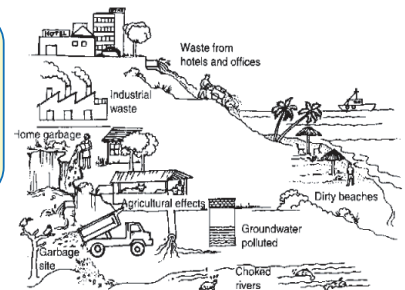 HOTEL
Waste from
hotels and offices
Industrial
waste
Home garbage
Agricultural effects
Dirty beaches
Groundwater
polluted
Garbage
site
Choked
rivers